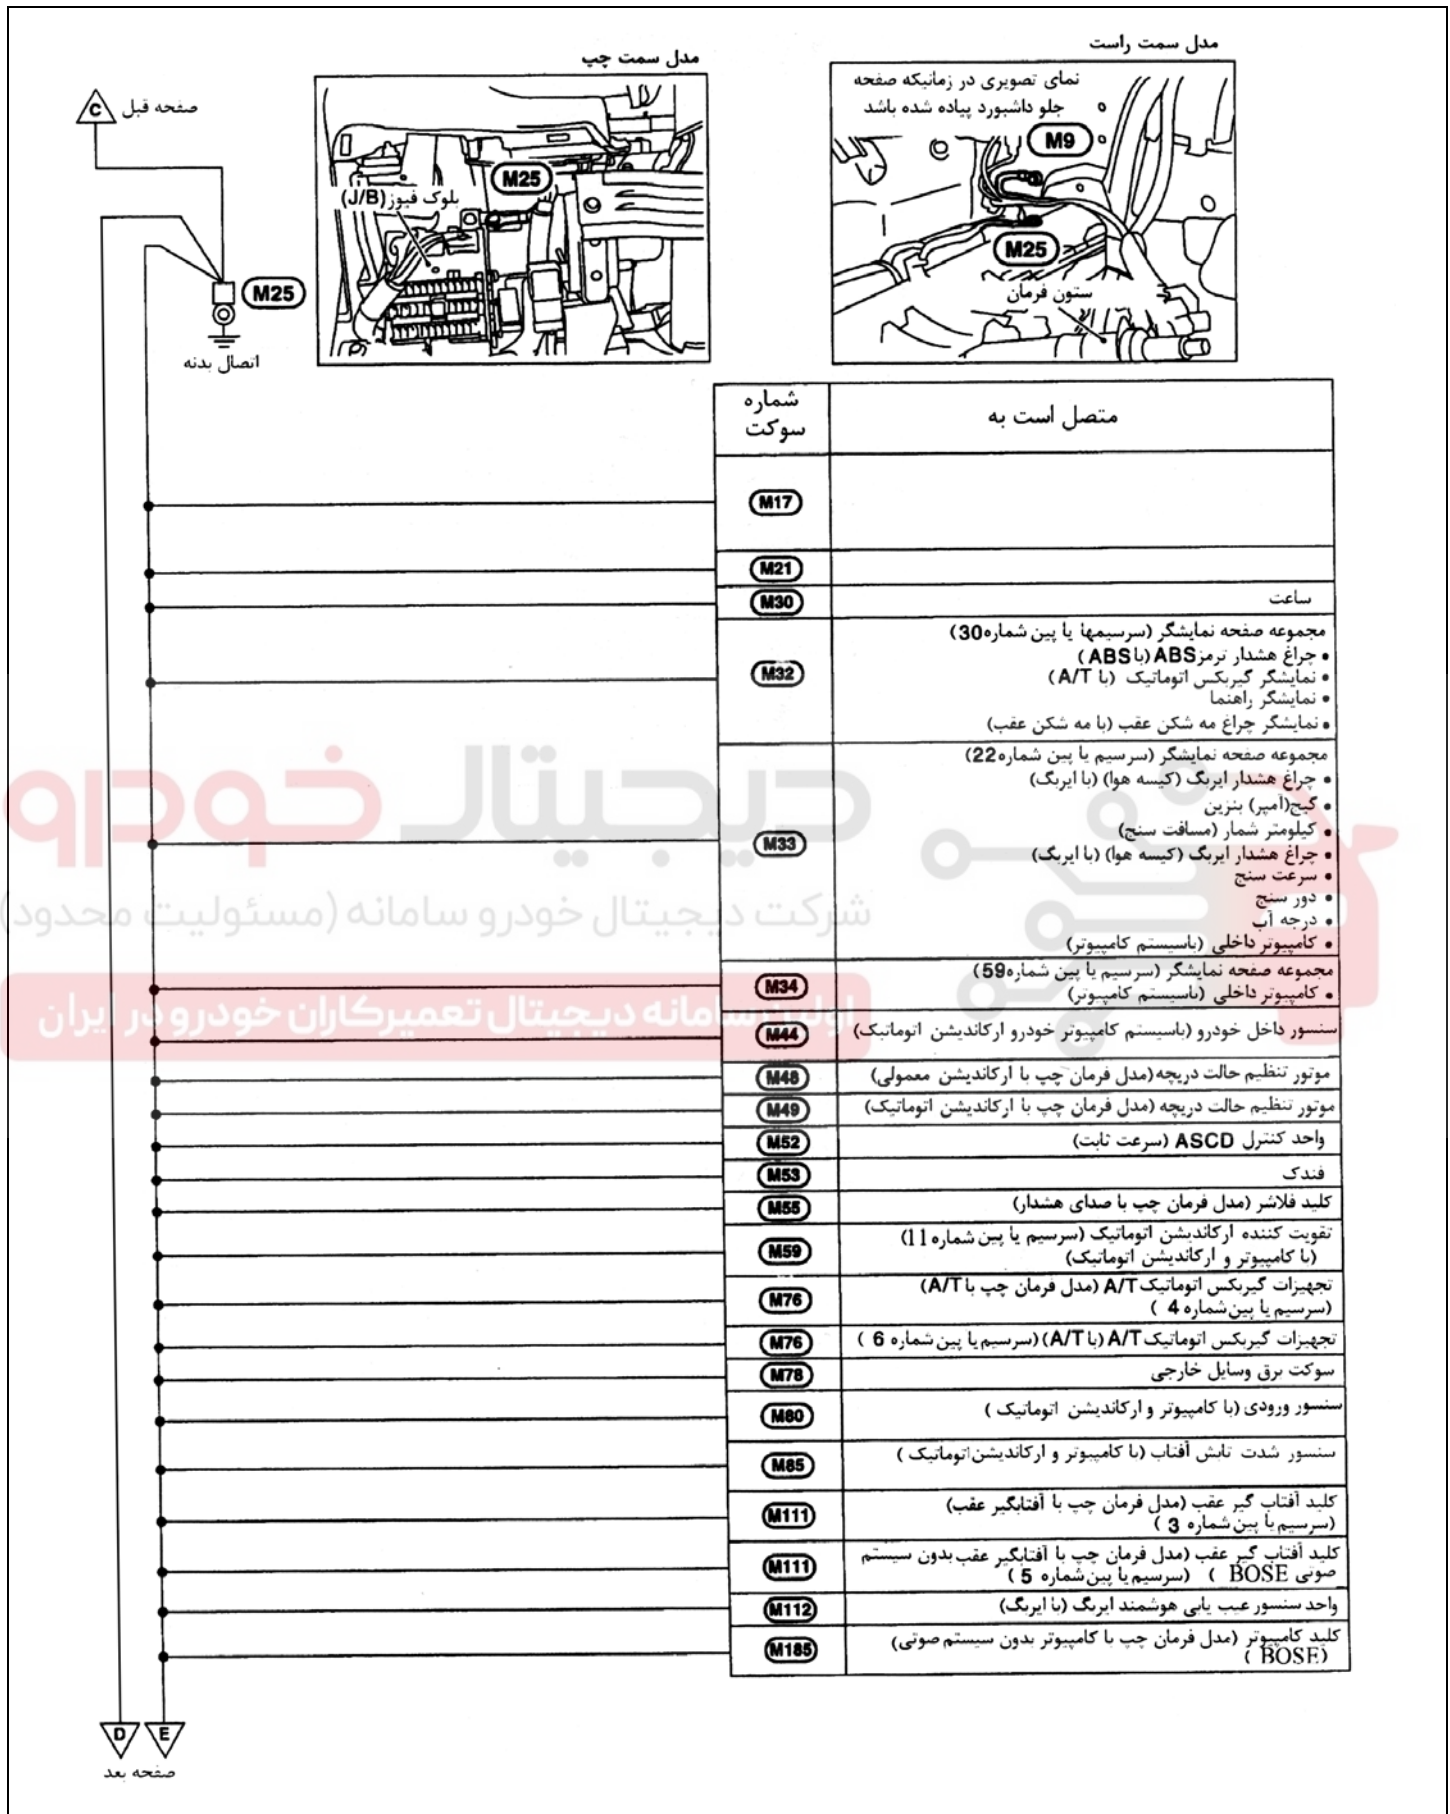 مدل سمت راست
مدل سمت چپ
نمای تصویری در زمانیکه صفحه
جلو داشبورد پیاده شده باشد
M9
M25
ستون فرمان
M25
بلوک فیوز (J/B)
C صفحه قبل
M25
اتصال بدنه
شماره سوکت
متصل است به
M17
M21
M30 ساعت
M32 مجموعه صفحه نمایشگر (سرسیمها یا پین شماره30)
• چراغ هشدار ترمزABS (باABS)
• نمایشگر گیربکس اتوماتیک (با A/T)
• نمایشگر راهنما
• نمایشگر چراغ مه شکن عقب (با مه شکن عقب)
M33 مجموعه صفحه نمایشگر (سرسیم یا پین شماره22)
• چراغ هشدار ایربگ (کیسه هوا) (با ایربگ)
• گیج(آمپر) بنزین
• کیلومتر شمار (مسافت سنج)
• چراغ هشدار ایربگ (کیسه هوا) (با ایربگ)
• سرعت سنج
• دور سنج
• درجه آب
• کامپیوتر داخلی (باسیستم کامپیوتر)
M34 مجموعه صفحه نمایشگر (سرسیم یا پین شماره59)
• کامپیوتر داخلی (باسیستم کامپیوتر)
M44 سنسور داخل خودرو (باسیستم کامپیوتر خودرو ارکاندیشن اتوماتیک)
M48 موتور تنظیم حالت دریچه (مدل فرمان چپ با ارکاندیشن معمولی)
M49 موتور تنظیم حالت دریچه (مدل فرمان چپ با ارکاندیشن اتوماتیک)
M52 واحد کنترل ASCD (سرعت ثابت)
M53 فندک
M55 کلید فلاشر (مدل فرمان چپ با صدای هشدار)
M59 تقویت کننده ارکاندیشن اتوماتیک (سرسیم یا پین شماره11)
(با کامپیوتر و ارکاندیشن اتوماتیک)
M76 تجهیزات گیربکس اتوماتیک A/T (مدل فرمان چپ با A/T)
(سرسیم یا پین شماره 4 )
M76 تجهیزات گیربکس اتوماتیک A/T (با A/T) (سرسیم یا پین شماره 6 )
M78 سوکت برق وسایل خارجی
M80 سنسور ورودی (با کامپیوتر و ارکاندیشن اتوماتیک )
M85 سنسور شدت تابش آفتاب (با کامپیوتر و ارکاندیشن اتوماتیک )
M111 کلید آفتاب گیر عقب (مدل فرمان چپ با آفتابگیر عقب)
(سرسیم یا پین شماره 3 )
M111 کلید آفتاب گیر عقب (مدل فرمان چپ با آفتابگیر عقب بدون سیستم
صوتی BOSE ) (سرسیم یا پین شماره 5 )
M112 واحد سنسور عیب یابی هوشمند ایربگ (با ایربگ)
M185 کلید کامپیوتر (مدل فرمان چپ با کامپیوتر بدون سیستم صوتی)
(BOSE )
D E
صفحه بعد
دیجیتال خودرو
شرکت دیجیتال خودرو سامانه (مسئولیت محدود)
اولین سامانه دیجیتال تعمیرکاران خودرو در ایران